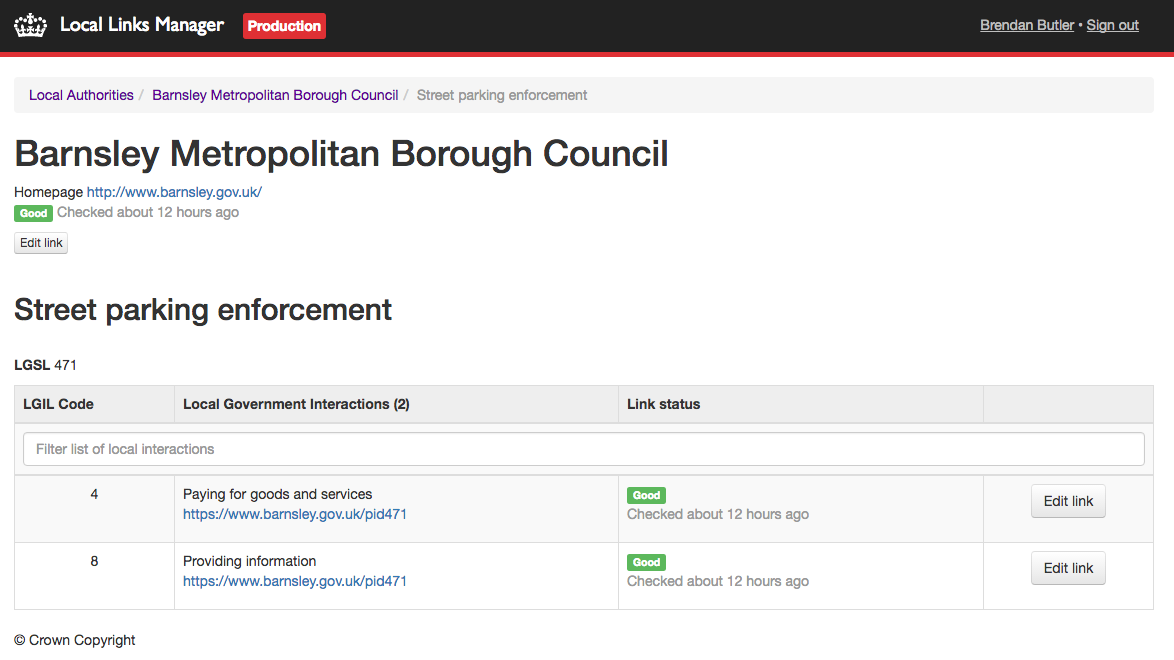 Local Links Manager Production Brendan Butler • Sign out
Local Authorities / Barnsley Metropolitan Borough Council / Street parking enforcement
Barnsley Metropolitan Borough Council
Homepage http://www.barnsley.gov.uk/
Good Checked about 12 hours ago
Edit link
Street parking enforcement
LGSL 471
LGIL Code Local Government Interactions (2) Link status
Filter list of local interactions
4 Paying for goods and services Good Edit link
https://www.barnsley.gov.uk/pid471 Checked about 12 hours ago
8 Providing information Good Edit link
https://www.barnsley.gov.uk/pid471 Checked about 12 hours ago
© Crown Copyright